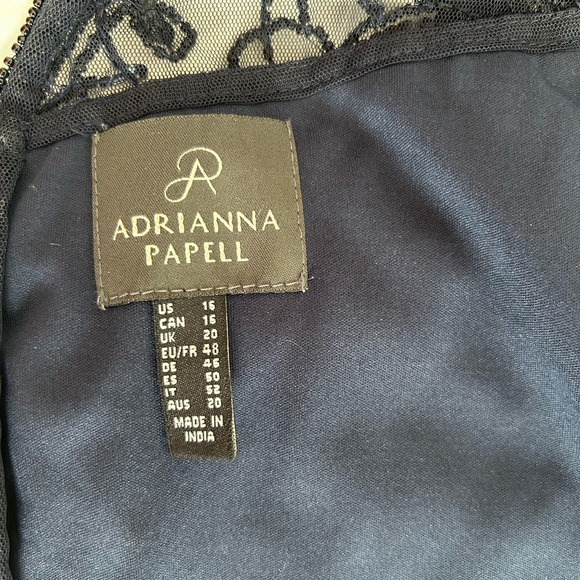 ADRIANNA
PAPELL
US 16
CAN 16
UK 20
EU/FR 48
DE 46
ES 50
IT 52
AUS 20
MADE IN
INDIA